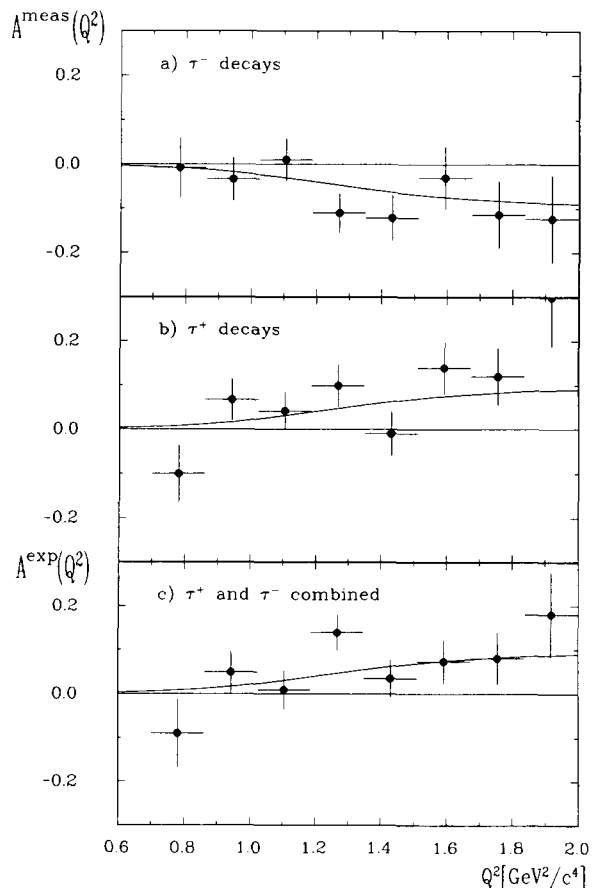 A^meas(Q²)
0.2
a) τ⁻ decays
0.0
-0.2
0.2
b) τ⁺ decays
0.0
-0.2
A^exp(Q²)
0.2
c) τ⁺ and τ⁻ combined
0.0
-0.2
0.6 0.8 1.0 1.2 1.4 1.6 1.8 2.0
Q²[GeV²/c⁴]